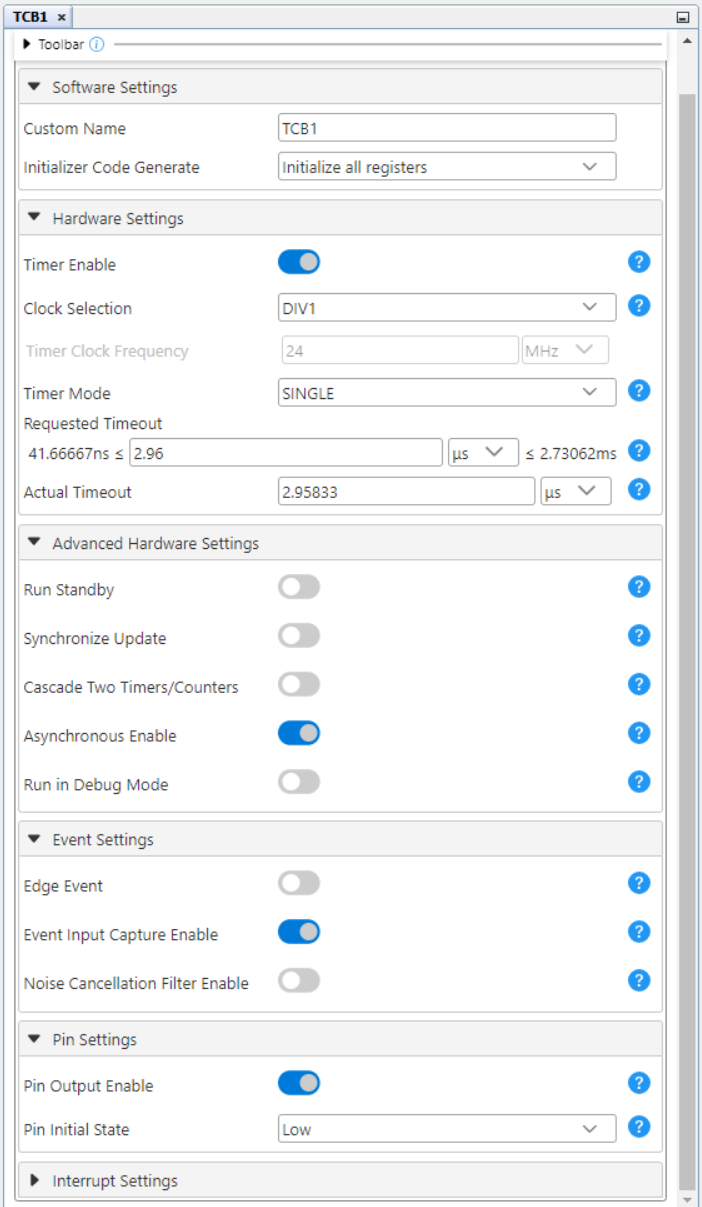 TCB1 ×
Toolbar i
Software Settings
Custom Name TCB1
Initializer Code Generate Initialize all registers
Hardware Settings
Timer Enable ?
Clock Selection DIV1 ?
Timer Clock Frequency 24 MHz
Timer Mode SINGLE ?
Requested Timeout
41.66667ns ≤ 2.96 µs ≤ 2.73062ms ?
Actual Timeout 2.95833 µs ?
Advanced Hardware Settings
Run Standby ?
Synchronize Update ?
Cascade Two Timers/Counters ?
Asynchronous Enable ?
Run in Debug Mode ?
Event Settings
Edge Event ?
Event Input Capture Enable ?
Noise Cancellation Filter Enable ?
Pin Settings
Pin Output Enable ?
Pin Initial State Low ?
Interrupt Settings